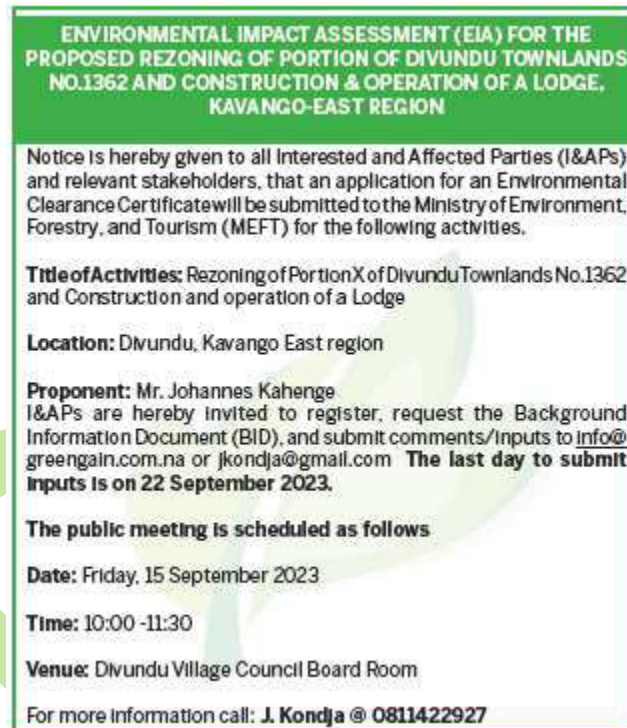 ENVIRONMENTAL IMPACT ASSESSMENT (EIA) FOR THE
PROPOSED REZONING OF PORTION OF DIVUNDU TOWNLANDS
NO.1362 AND CONSTRUCTION & OPERATION OF A LODGE,
KAVANGO-EAST REGION
Notice is hereby given to all Interested and Affected Parties (I&APs)
and relevant stakeholders, that an application for an Environmental
Clearance Certificate will be submitted to the Ministry of Environment,
Forestry, and Tourism (MEFT) for the following activities.
Title of Activities: Rezoning of Portion X of Divundu Townlands No.1362
and Construction and operation of a Lodge
Location: Divundu, Kavango East region
Proponent: Mr. Johannes Kahenge
I&APs are hereby invited to register, request the Background
Information Document (BID), and submit comments/inputs to info@
greengain.com.na or jkondja@gmail.com The last day to submit
inputs is on 22 September 2023.
The public meeting is scheduled as follows
Date: Friday, 15 September 2023
Time: 10:00 -11:30
Venue: Divundu Village Council Board Room
For more information call: J. Kondja @ 0811422927